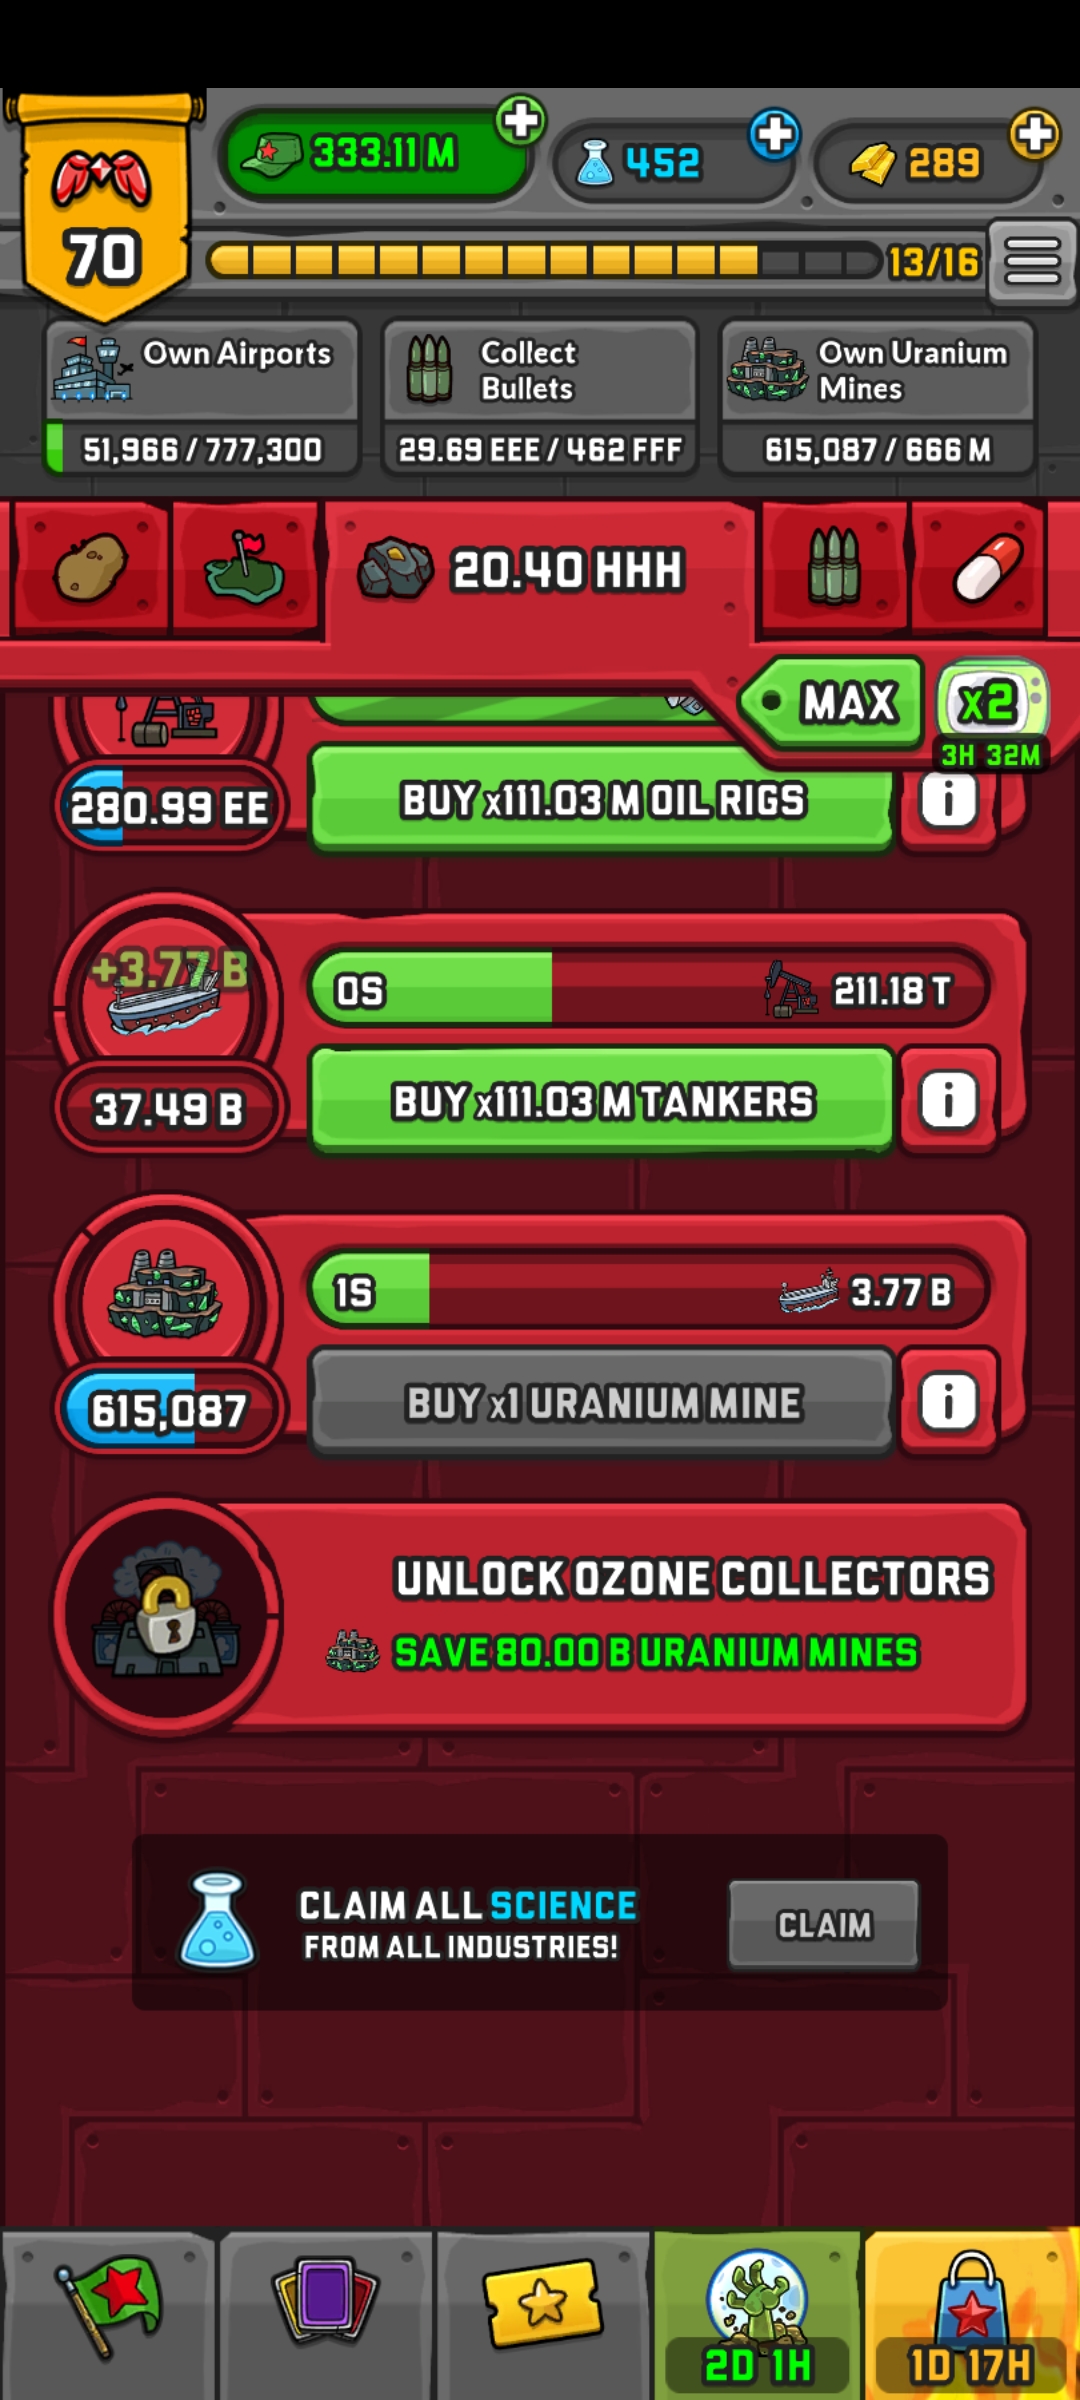 333.11 M
452
289
70
13/16
Own Airports
51,966 / 777,300
Collect
Bullets
29.69 EEE / 462 FFF
Own Uranium
Mines
615,087 / 666 M
20.40 HHH
MAX
x2
3H 32M
280.99 EE
BUY x111.03 M OIL RIGS
i
+3.77 B
0S
211.18 T
37.49 B
BUY x111.03 M TANKERS
i
1S
3.77 B
615,087
BUY x1 URANIUM MINE
i
UNLOCK OZONE COLLECTORS
SAVE 80.00 B URANIUM MINES
CLAIM ALL SCIENCE
FROM ALL INDUSTRIES!
CLAIM
2D 1H
1D 17H